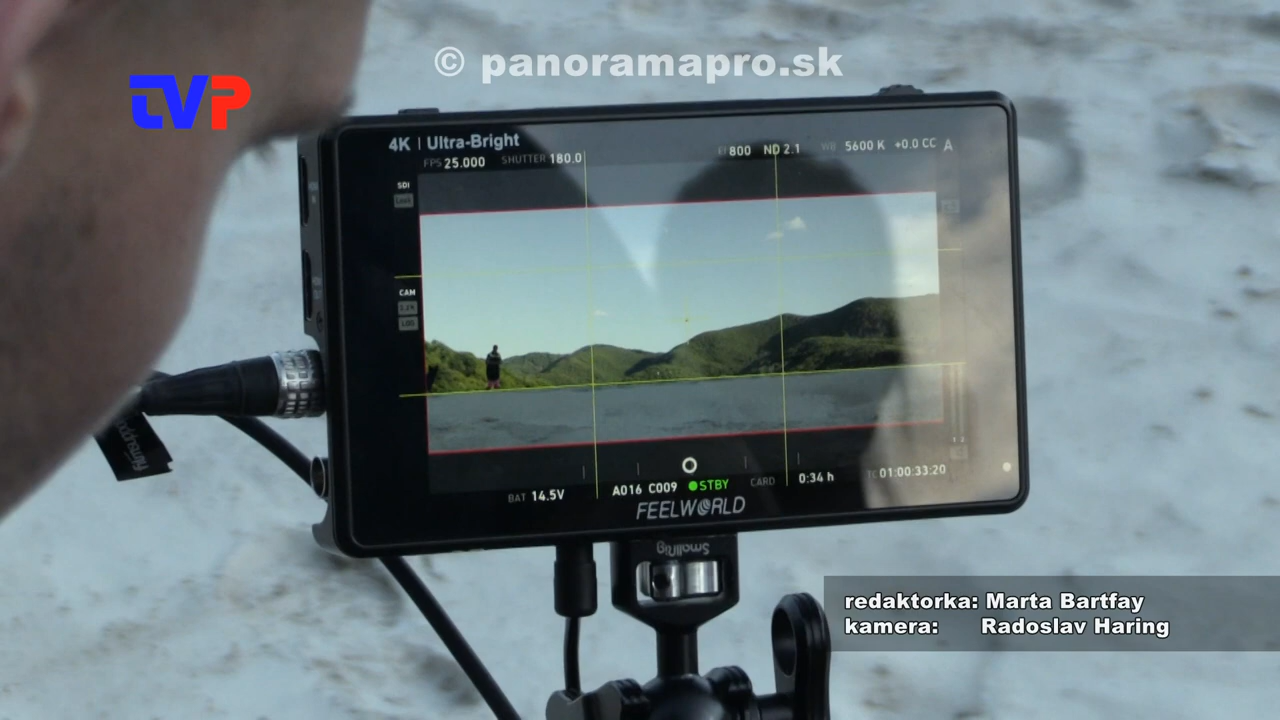 © panoramapro.sk
TVP
4K | Ultra-Bright
FPS 25.000 SHUTTER 180.0
EI 800 ND 2.1 WB 5600 K +0.0 CC A
SDI
CAM
LOG
BAT 14.5V
A016 C009 STBY CARD 0:34 h TC 01:00:33:20
FEELWORLD
SmallRig
filmsupp
redaktorka: Marta Bartfay
kamera: Radoslav Haring